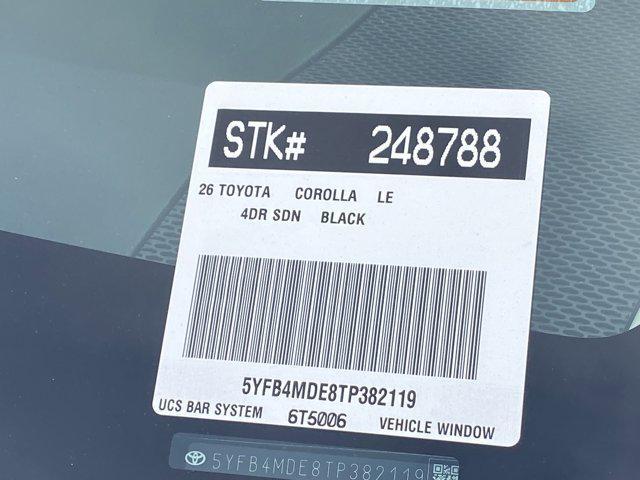 STK# 248788
26 TOYOTA COROLLA LE
4DR SDN BLACK
5YFB4MDE8TP382119
UCS BAR SYSTEM 6T5006 VEHICLE WINDOW
5YFB4MDE8TP382119